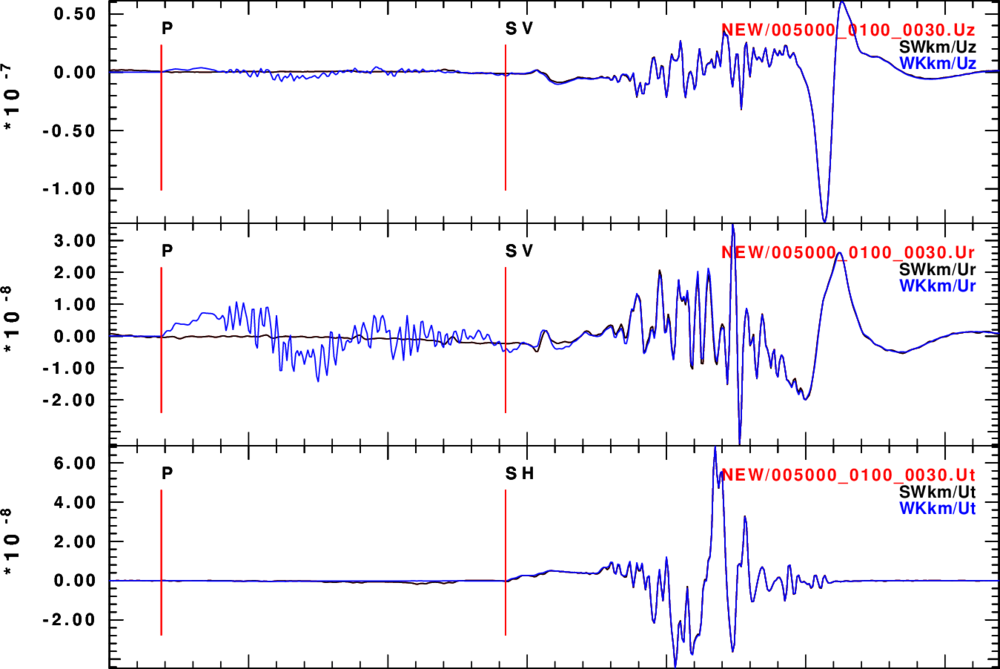 0.50
P
S V
NEW/005000_0100_0030.Uz
SWkm/Uz
WKkm/Uz
0.00
*10 -7
-0.50
-1.00
3.00
P
S V
NEW/005000_0100_0030.Ur
SWkm/Ur
WKkm/Ur
2.00
1.00
*10 -8
0.00
-1.00
-2.00
6.00
P
S H
NEW/005000_0100_0030.Ut
SWkm/Ut
WKkm/Ut
4.00
2.00
*10 -8
0.00
-2.00